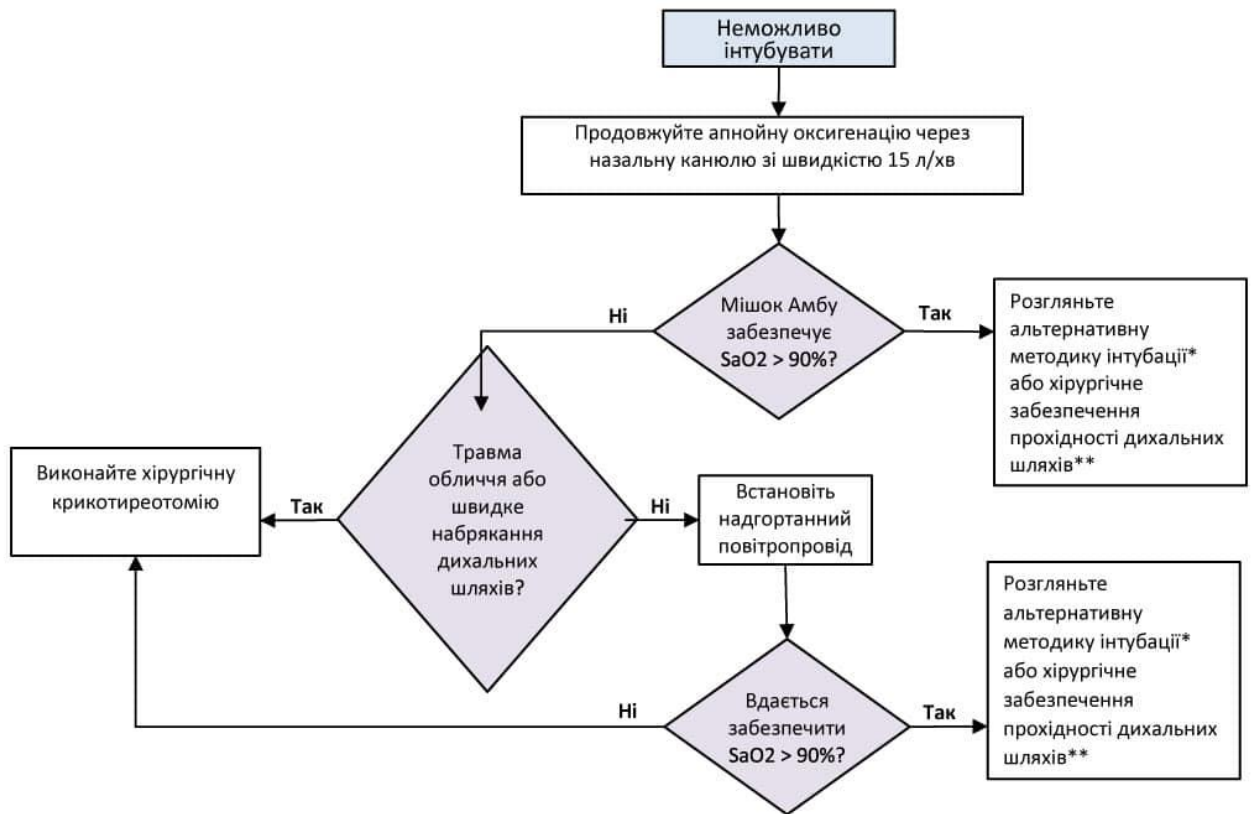 Неможливо
інтубувати
Продовжуйте апнойну оксигенацію через
назальну канюлю зі швидкістю 15 л/хв
Мішок Амбу
забезпечує
SaO2 > 90%?
Ні
Так
Розгляньте
альтернативну
методику інтубації*
або хірургічне
забезпечення
прохідності дихальних
шляхів**
Травма
обличчя або
швидке
набрякання
дихальних
шляхів?
Так
Ні
Виконайте хірургічну
крикотиреотомію
Встановіть
надгортанний
повітропровід
Вдається
забезпечити
SaO2 > 90%?
Ні
Так
Розгляньте
альтернативну
методику інтубації*
або хірургічне
забезпечення
прохідності дихальних
шляхів**